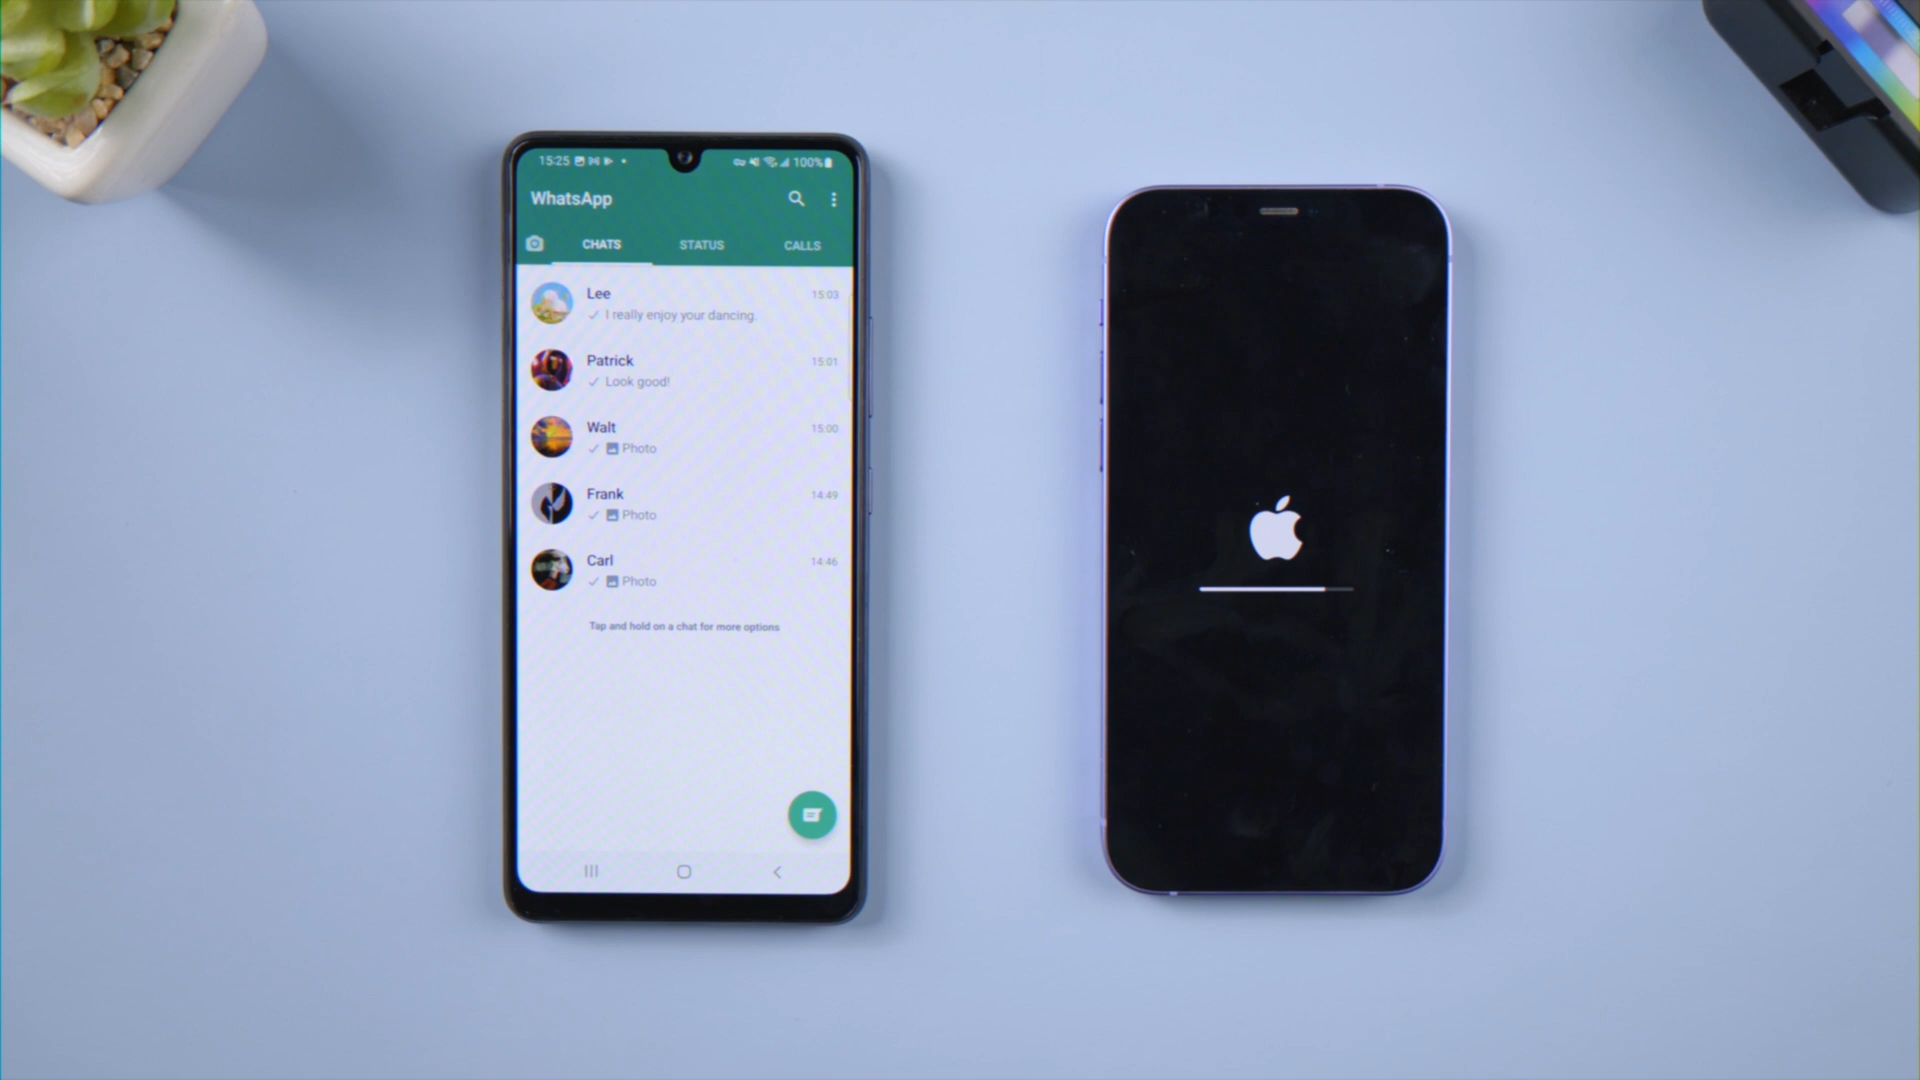 15:25
100%
WhatsApp
CHATS STATUS CALLS
Lee 15:03
I really enjoy your dancing.
Patrick 15:01
Look good!
Walt 15:00
Photo
Frank 14:49
Photo
Carl 14:46
Photo
Tap and hold on a chat for more options